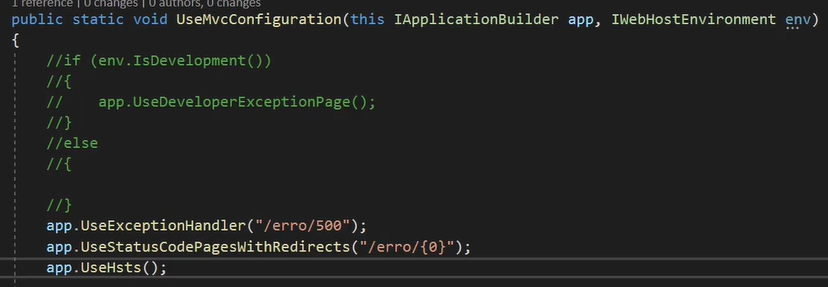 1 reference | 0 changes | 0 authors, 0 changes
public static void UseMvcConfiguration(this IApplicationBuilder app, IWebHostEnvironment env)
{
//if (env.IsDevelopment())
//{
//    app.UseDeveloperExceptionPage();
//}
//else
//{
//}
app.UseExceptionHandler("/erro/500");
app.UseStatusCodePagesWithRedirects("/erro/{0}");
app.UseHsts();